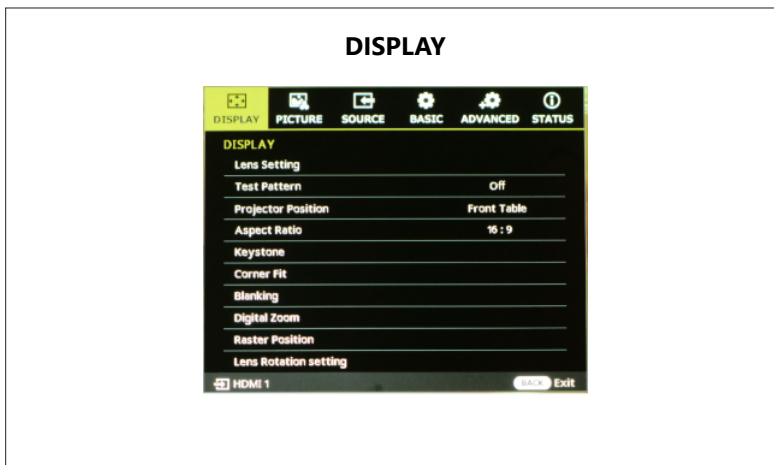 DISPLAY
DISPLAY PICTURE SOURCE BASIC ADVANCED STATUS
DISPLAY
Lens Setting
Test Pattern Off
Projector Position Front Table
Aspect Ratio 16 : 9
Keystone
Corner Fit
Blanking
Digital Zoom
Raster Position
Lens Rotation setting
HDMI 1 BACK Exit